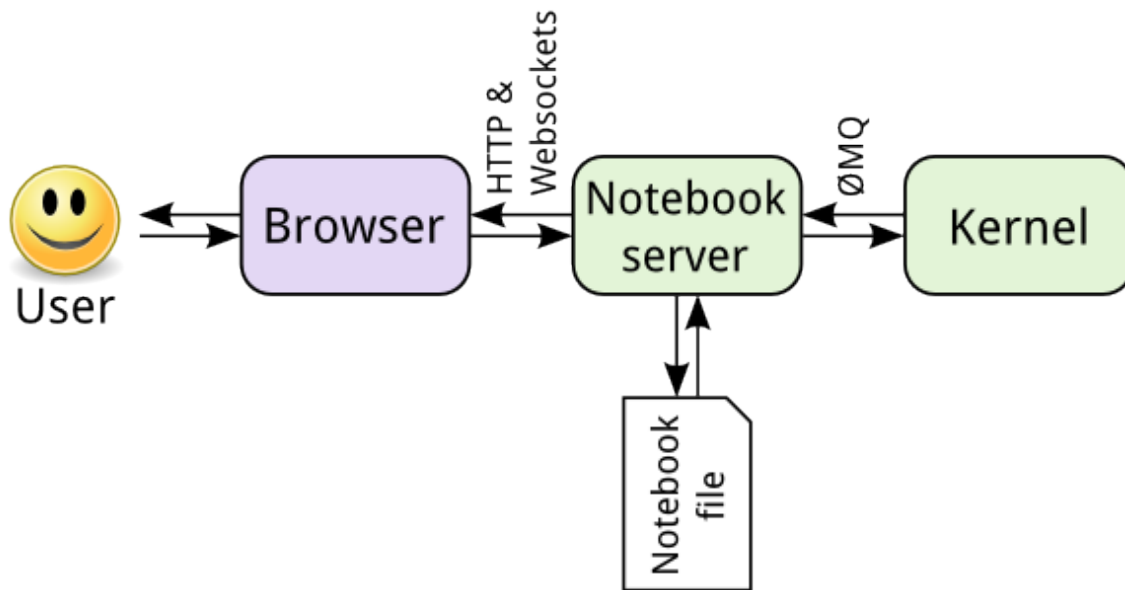 User
Browser
HTTP &
Websockets
Notebook
server
ØMQ
Kernel
Notebook
file